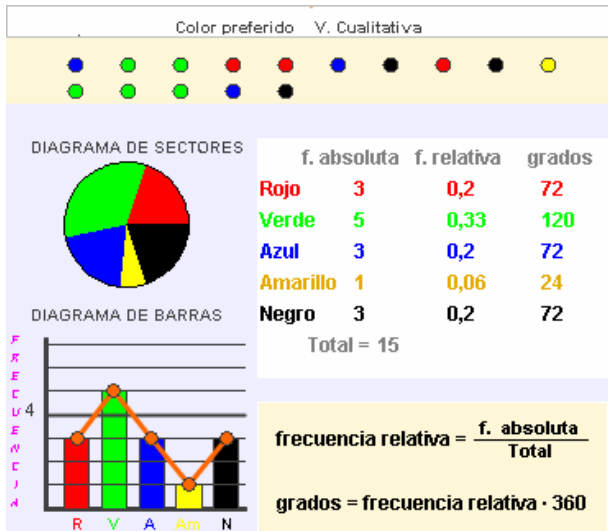 Color preferido V. Cualitativa
DIAGRAMA DE SECTORES
f. absoluta f. relativa grados
Rojo 3 0,2 72
Verde 5 0,33 120
Azul 3 0,2 72
Amarillo 1 0,06 24
Negro 3 0,2 72
Total = 15
DIAGRAMA DE BARRAS
FRECUENCIA
4
R V A Am N
frecuencia relativa = f. absoluta
Total
grados = frecuencia relativa · 360